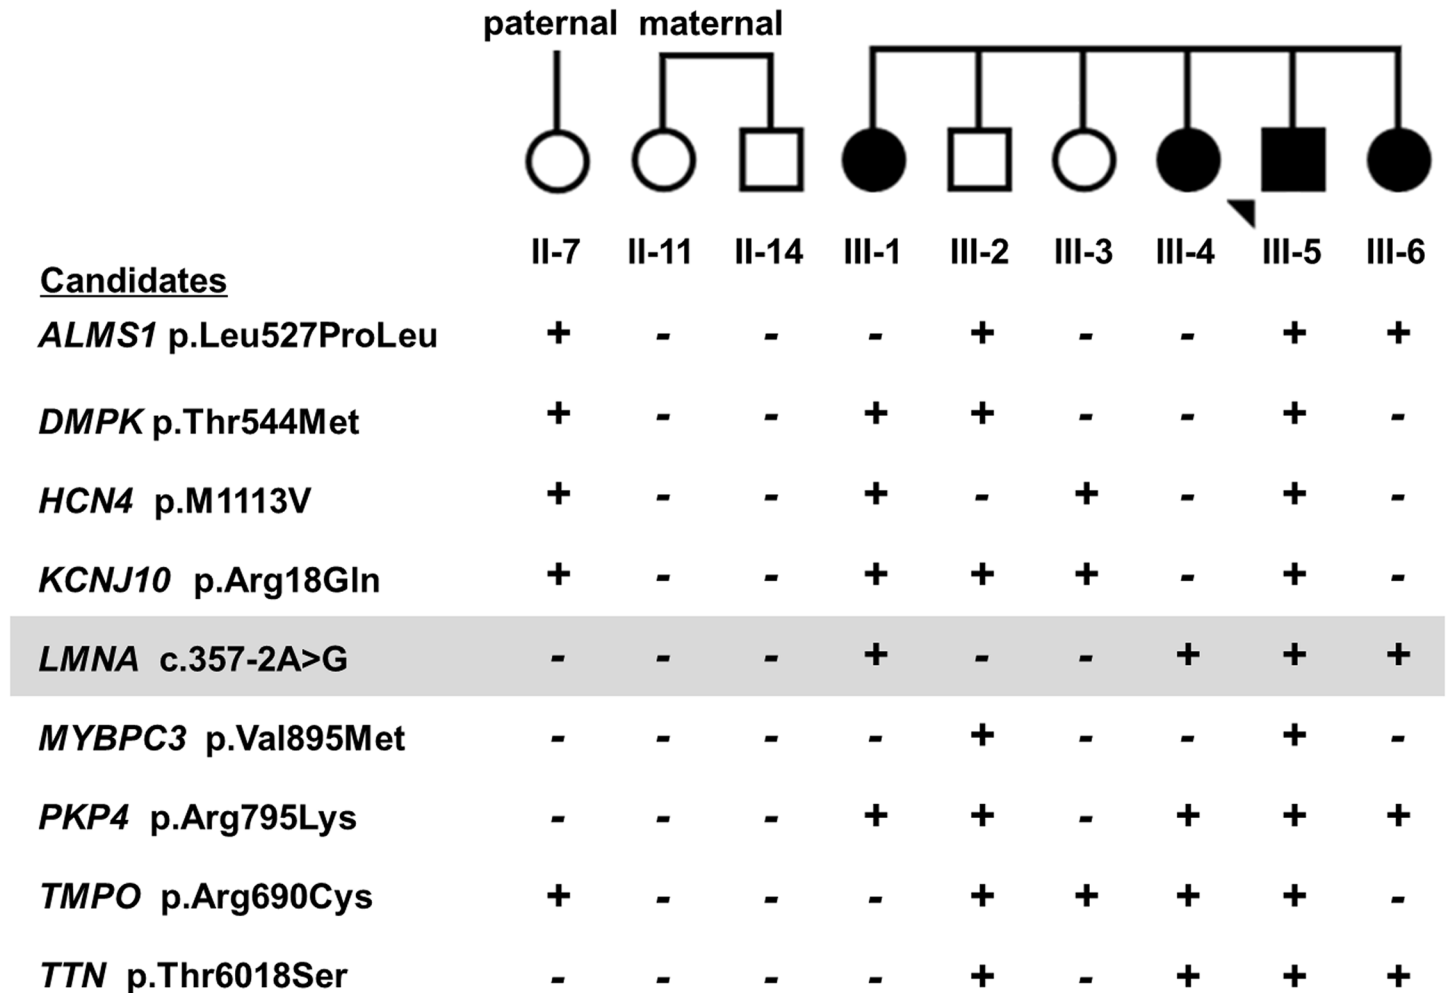 paternal maternal
II-7 II-11 II-14 III-1 III-2 III-3 III-4 III-5 III-6
Candidates
ALMS1 p.Leu527ProLeu + - - - + - - + +
DMPK p.Thr544Met + - - + + - - + -
HCN4 p.M1113V + - - + - + - + -
KCNJ10 p.Arg18Gln + - - + + + - + -
LMNA c.357-2A>G - - - + - - + + +
MYBPC3 p.Val895Met - - - - + - - + -
PKP4 p.Arg795Lys - - - + + - + + +
TMPO p.Arg690Cys + - - - + + + + -
TTN p.Thr6018Ser - - - - + - + + +